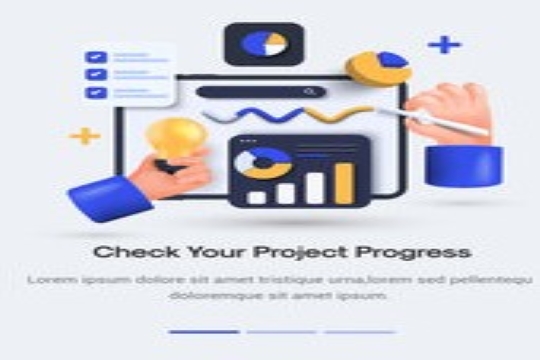 Check Your Project Progress
Lorem ipsum dolore sit amet tristique urna,lorem sed pellentequ
doloremque sit amet ipsum.